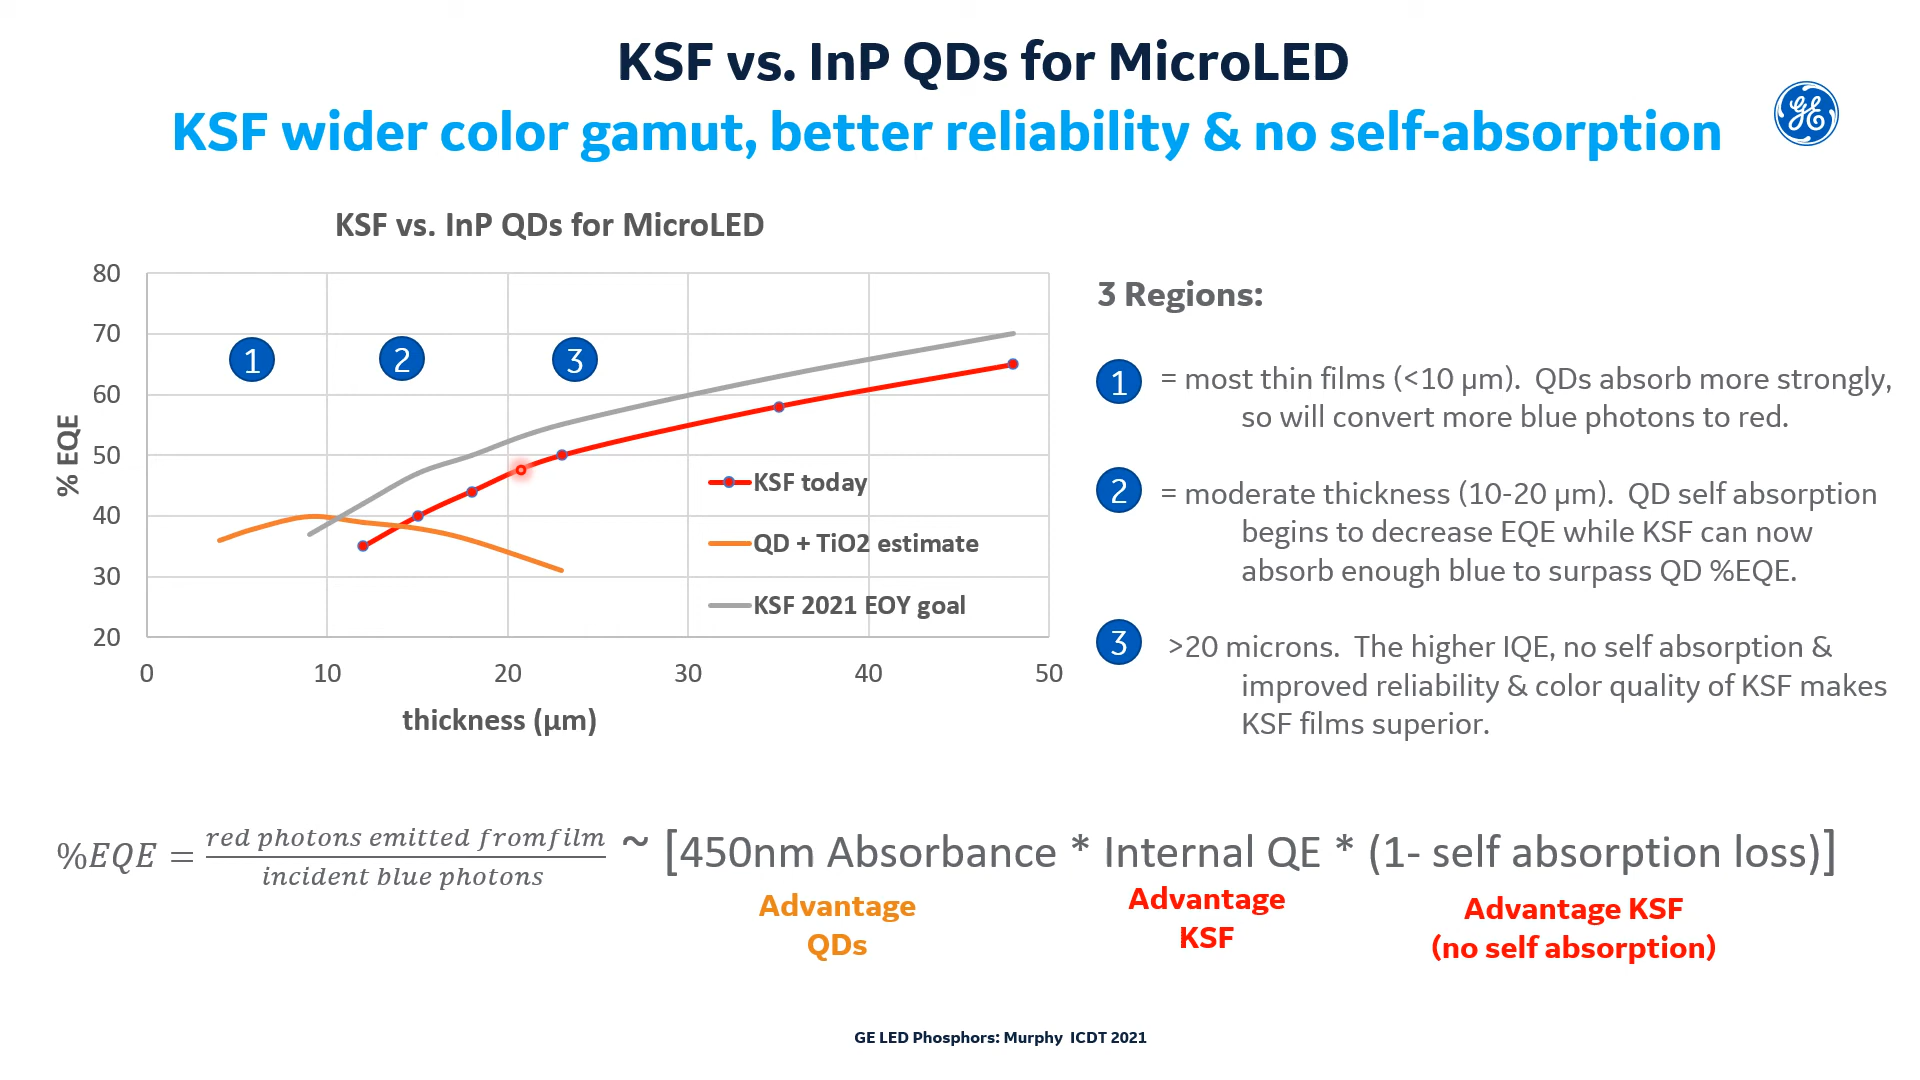 KSF vs. InP QDs for MicroLED
KSF wider color gamut, better reliability & no self-absorption
GE
KSF vs. InP QDs for MicroLED
80
70
60
50
40
30
20
% EQE
1
2
3
KSF today
QD + TiO2 estimate
KSF 2021 EOY goal
0 10 20 30 40 50
thickness (µm)
3 Regions:
1 = most thin films (<10 µm). QDs absorb more strongly,
so will convert more blue photons to red.
2 = moderate thickness (10-20 µm). QD self absorption
begins to decrease EQE while KSF can now
absorb enough blue to surpass QD %EQE.
3 >20 microns. The higher IQE, no self absorption &
improved reliability & color quality of KSF makes
KSF films superior.
%EQE = red photons emitted fromfilm / incident blue photons ~ [450nm Absorbance * Internal QE * (1- self absorption loss)]
Advantage
QDs
Advantage
KSF
Advantage KSF
(no self absorption)
GE LED Phosphors: Murphy ICDT 2021